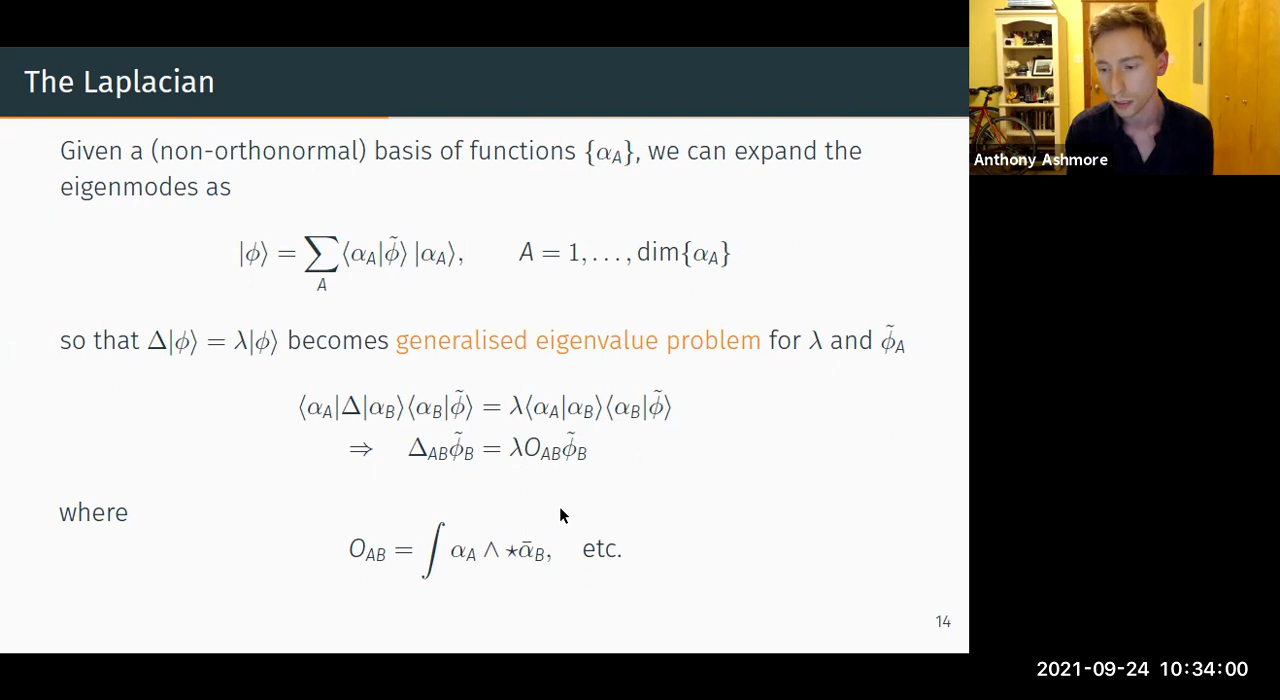 The Laplacian
Given a (non-orthonormal) basis of functions {α_A}, we can expand the
eigenmodes as
|ϕ⟩ = ∑_A ⟨α_A|ϕ̃⟩ |α_A⟩, A = 1, . . . , dim{α_A}
so that Δ|ϕ⟩ = λ|ϕ⟩ becomes generalised eigenvalue problem for λ and ϕ̃_A
⟨α_A|Δ|α_B⟩⟨α_B|ϕ̃⟩ = λ⟨α_A|α_B⟩⟨α_B|ϕ̃⟩
⇒ Δ_AB ϕ̃_B = λO_AB ϕ̃_B
where
O_AB = ∫ α_A ∧ ⋆ᾱ_B, etc.
14
Anthony Ashmore
2021-09-24 10:34:00